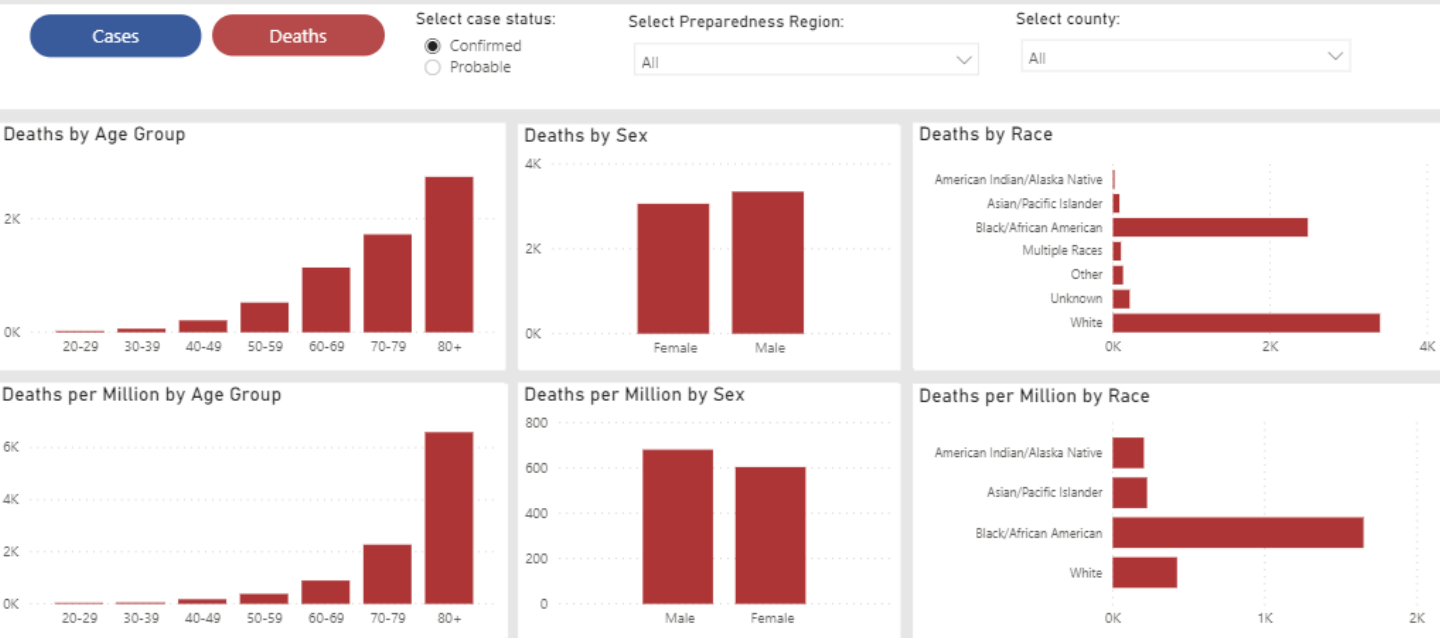 Cases
Deaths
Select case status:
Confirmed
Probable
Select Preparedness Region:
All
Select county:
All
Deaths by Age Group
2K
0K
20-29 30-39 40-49 50-59 60-69 70-79 80+
Deaths by Sex
4K
2K
0K
Female Male
Deaths by Race
American Indian/Alaska Native
Asian/Pacific Islander
Black/African American
Multiple Races
Other
Unknown
White
0K 2K 4K
Deaths per Million by Age Group
6K
4K
2K
0K
20-29 30-39 40-49 50-59 60-69 70-79 80+
Deaths per Million by Sex
800
600
400
200
0
Male Female
Deaths per Million by Race
American Indian/Alaska Native
Asian/Pacific Islander
Black/African American
White
0K 1K 2K